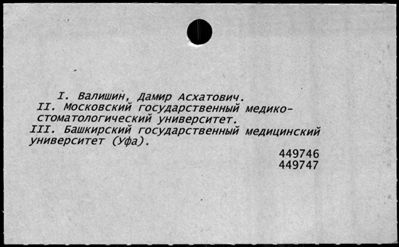 I. Валишин, Дамир Асхатович.
II. Московский государственный медико-
стоматологический университет.
III. Башкирский государственный медицинский
университет (Уфа).
449746
449747